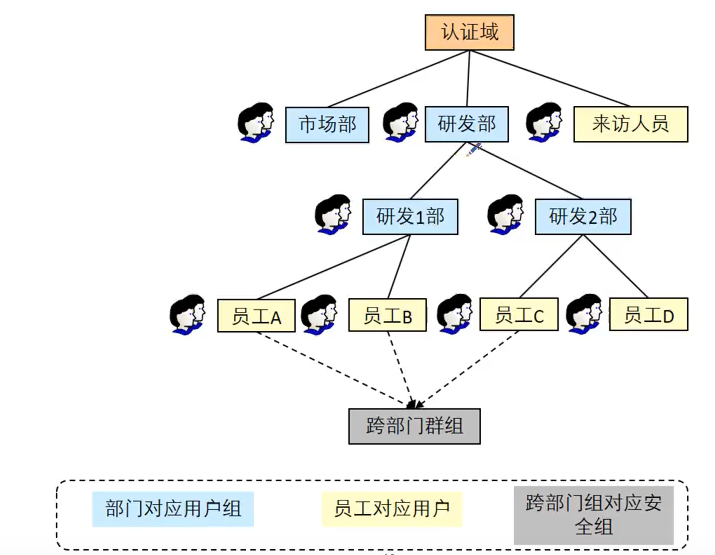 认证域
市场部
研发部
来访人员
研发1部
研发2部
员工A
员工B
员工C
员工D
跨部门群组
部门对应用户组
员工对应用户
跨部门组对应安
全组